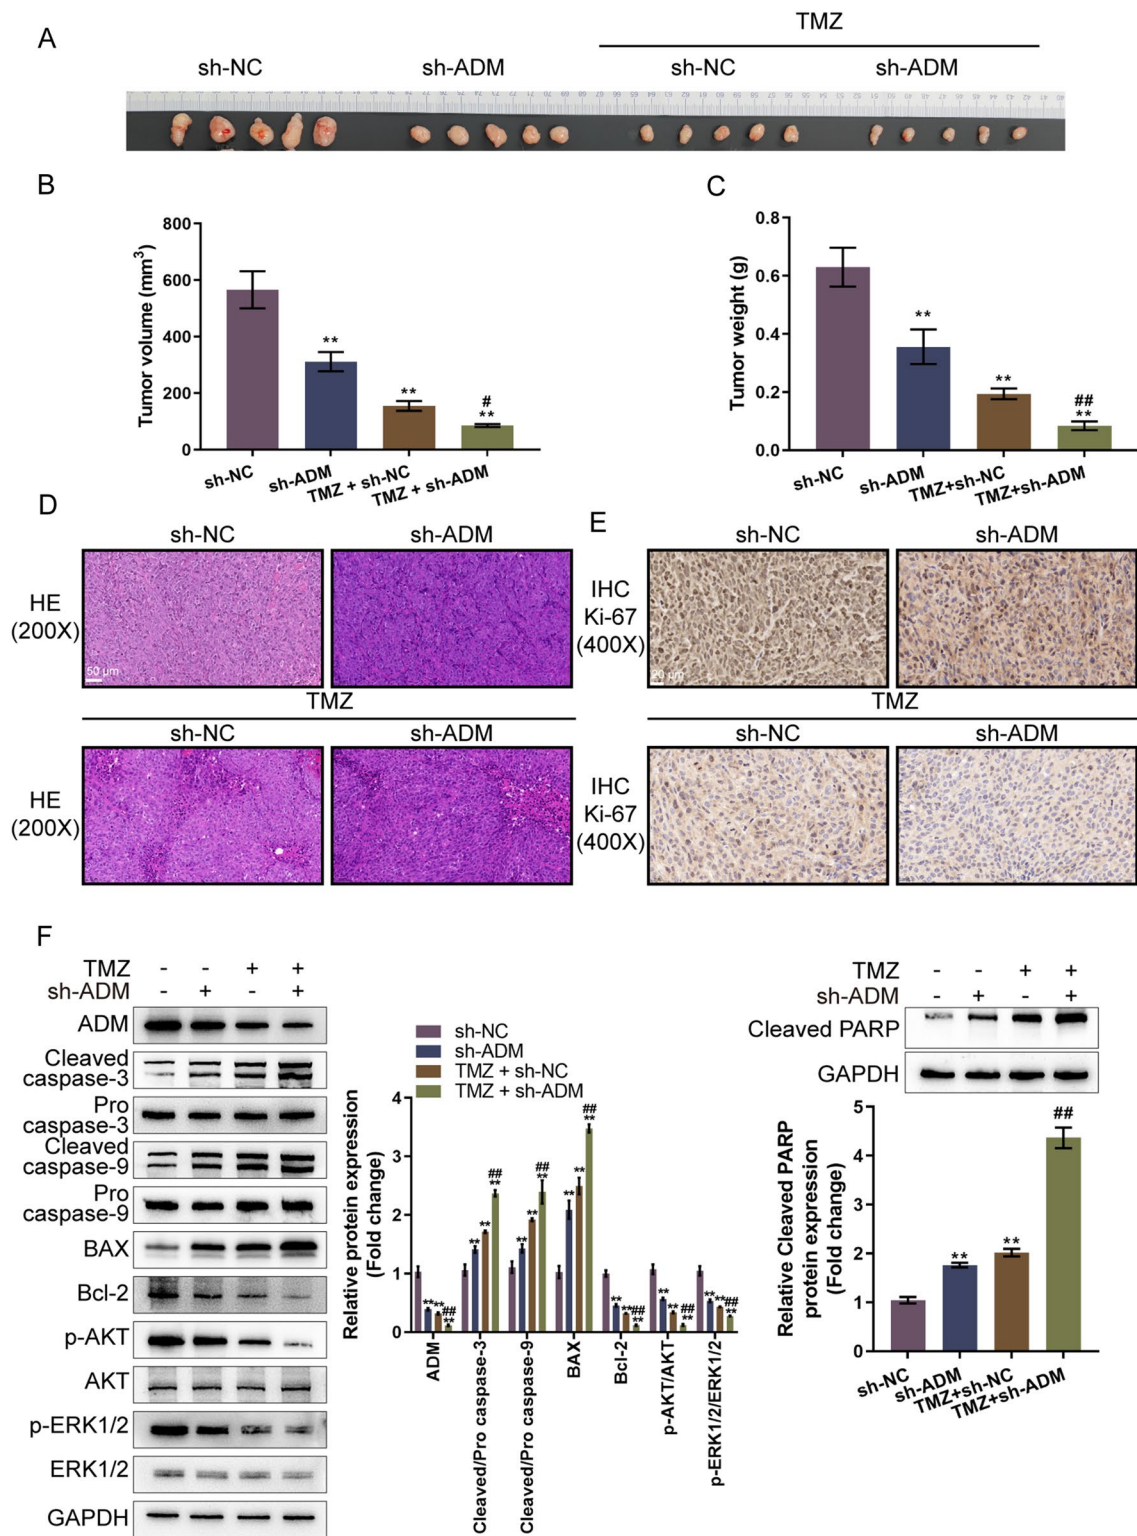 A
TMZ
sh-NC
sh-ADM
sh-NC
sh-ADM
B
Tumor volume (mm³)
800
600
400
200
0
**
**
#
**
sh-NC
sh-ADM
TMZ + sh-NC
TMZ + sh-ADM
C
Tumor weight (g)
0.8
0.6
0.4
0.2
0.0
**
**
##
**
sh-NC
sh-ADM
TMZ+sh-NC
TMZ+sh-ADM
D
sh-NC
sh-ADM
HE
(200X)
50 μm
TMZ
sh-NC
sh-ADM
HE
(200X)
E
sh-NC
sh-ADM
IHC
Ki-67
(400X)
20 μm
TMZ
sh-NC
sh-ADM
IHC
Ki-67
(400X)
F
TMZ - - + +
sh-ADM - + - +
ADM
Cleaved
caspase-3
Pro
caspase-3
Cleaved
caspase-9
Pro
caspase-9
BAX
Bcl-2
p-AKT
AKT
p-ERK1/2
ERK1/2
GAPDH
sh-NC
sh-ADM
TMZ + sh-NC
TMZ + sh-ADM
Relative protein expression
(Fold change)
4
3
2
1
0
** ** ## **
** ** ## **
** ** ## **
** ** ## **
** ** ## **
** ** ## **
** ** ## **
ADM
Cleaved/Pro caspase-3
Cleaved/Pro caspase-9
BAX
Bcl-2
p-AKT/AKT
p-ERK1/2/ERK1/2
TMZ - - + +
sh-ADM - + - +
Cleaved PARP
GAPDH
Relative Cleaved PARP
protein expression
(Fold change)
5
4
3
2
1
0
**
**
##
**
sh-NC
sh-ADM
TMZ+sh-NC
TMZ+sh-ADM